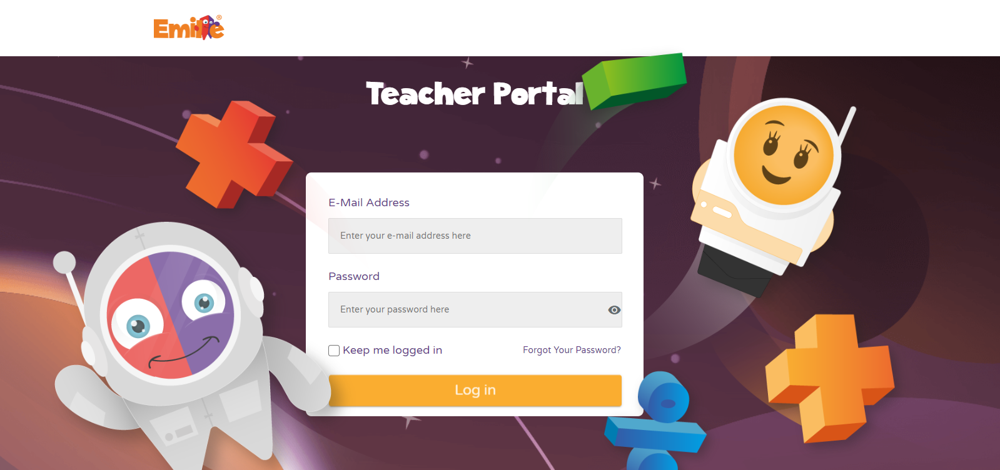 Emile®
Teacher Portal
E-Mail Address
Enter your e-mail address here
Password
Enter your password here
Keep me logged in
Forgot Your Password?
Log in